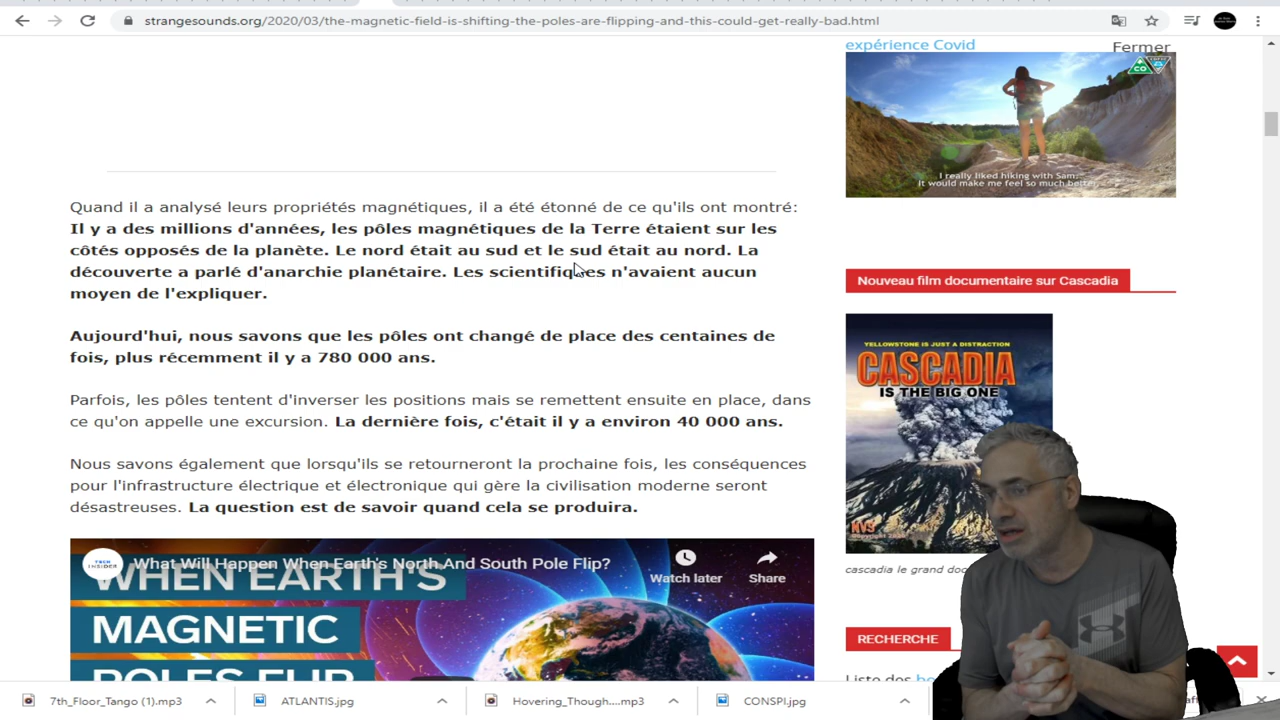 strangesounds.org/2020/03/the-magnetic-field-is-shifting-the-poles-are-flipping-and-this-could-get-really-bad.html
expérience Covid
Fermer
I really liked hiking with Sam:
It would make me feel so much better
Quand il a analysé leurs propriétés magnétiques, il a été étonné de ce qu'ils ont montré:
Il y a des millions d'années, les pôles magnétiques de la Terre étaient sur les
côtés opposés de la planète. Le nord était au sud et le sud était au nord. La
découverte a parlé d'anarchie planétaire. Les scientifiques n'avaient aucun
moyen de l'expliquer.
Aujourd'hui, nous savons que les pôles ont changé de place des centaines de
fois, plus récemment il y a 780 000 ans.
Parfois, les pôles tentent d'inverser les positions mais se remettent ensuite en place, dans
ce qu'on appelle une excursion. La dernière fois, c'était il y a environ 40 000 ans.
Nous savons également que lorsqu'ils se retourneront la prochaine fois, les conséquences
pour l'infrastructure électrique et électronique qui gère la civilisation moderne seront
désastreuses. La question est de savoir quand cela se produira.
TECH
INSIDER
What Will Happen When Earth's North And South Pole Flip?
Watch later
Share
WHEN EARTH'S
MAGNETIC
POLES FLIP
Nouveau film documentaire sur Cascadia
YELLOWSTONE IS JUST A DISTRACTION
CASCADIA
IS THE BIG ONE
cascadia le grand
RECHERCHE
Liste des
7th_Floor_Tango (1).mp3
ATLANTIS.jpg
Hovering_Though....mp3
CONSPI.jpg